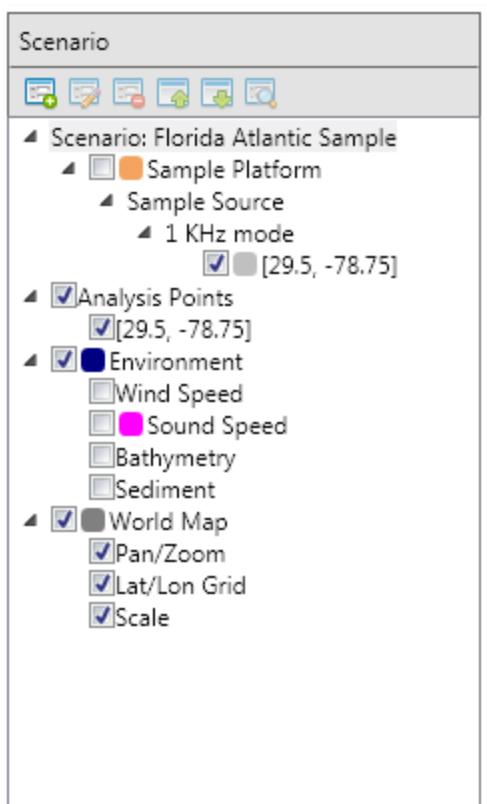 Scenario
Scenario: Florida Atlantic Sample
Sample Platform
Sample Source
1 KHz mode
[29.5, -78.75]
Analysis Points
[29.5, -78.75]
Environment
Wind Speed
Sound Speed
Bathymetry
Sediment
World Map
Pan/Zoom
Lat/Lon Grid
Scale